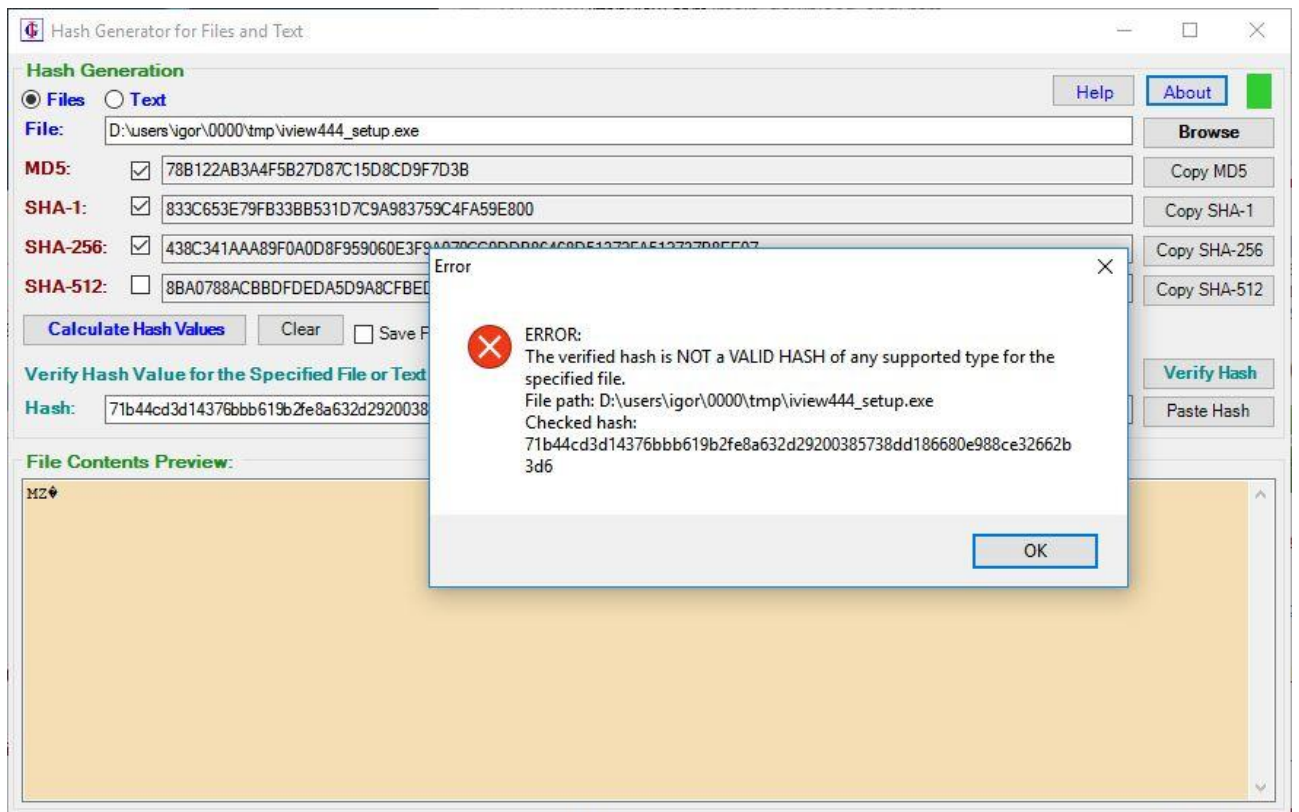 Hash Generator for Files and Text
Hash Generation
Files Text Help About
File: D:\users\igor\0000\tmp\iview444_setup.exe Browse
MD5: 78B122AB3A4F5B27D87C15D8CD9F7D3B Copy MD5
SHA-1: 833C653E79FB33BB531D7C9A983759C4FA59E800 Copy SHA-1
SHA-256: Copy SHA-256
SHA-512: Copy SHA-512
Calculate Hash Values Clear Save F
Verify Hash Value for the Specified File or Text Verify Hash
Hash: 71b44cd3d14376bbb619b2fe8a632d2920038 Paste Hash
File Contents Preview:
MZ�
Error
ERROR:
The verified hash is NOT a VALID HASH of any supported type for the
specified file.
File path: D:\users\igor\0000\tmp\iview444_setup.exe
Checked hash:
71b44cd3d14376bbb619b2fe8a632d29200385738dd186680e988ce32662b
3d6
OK